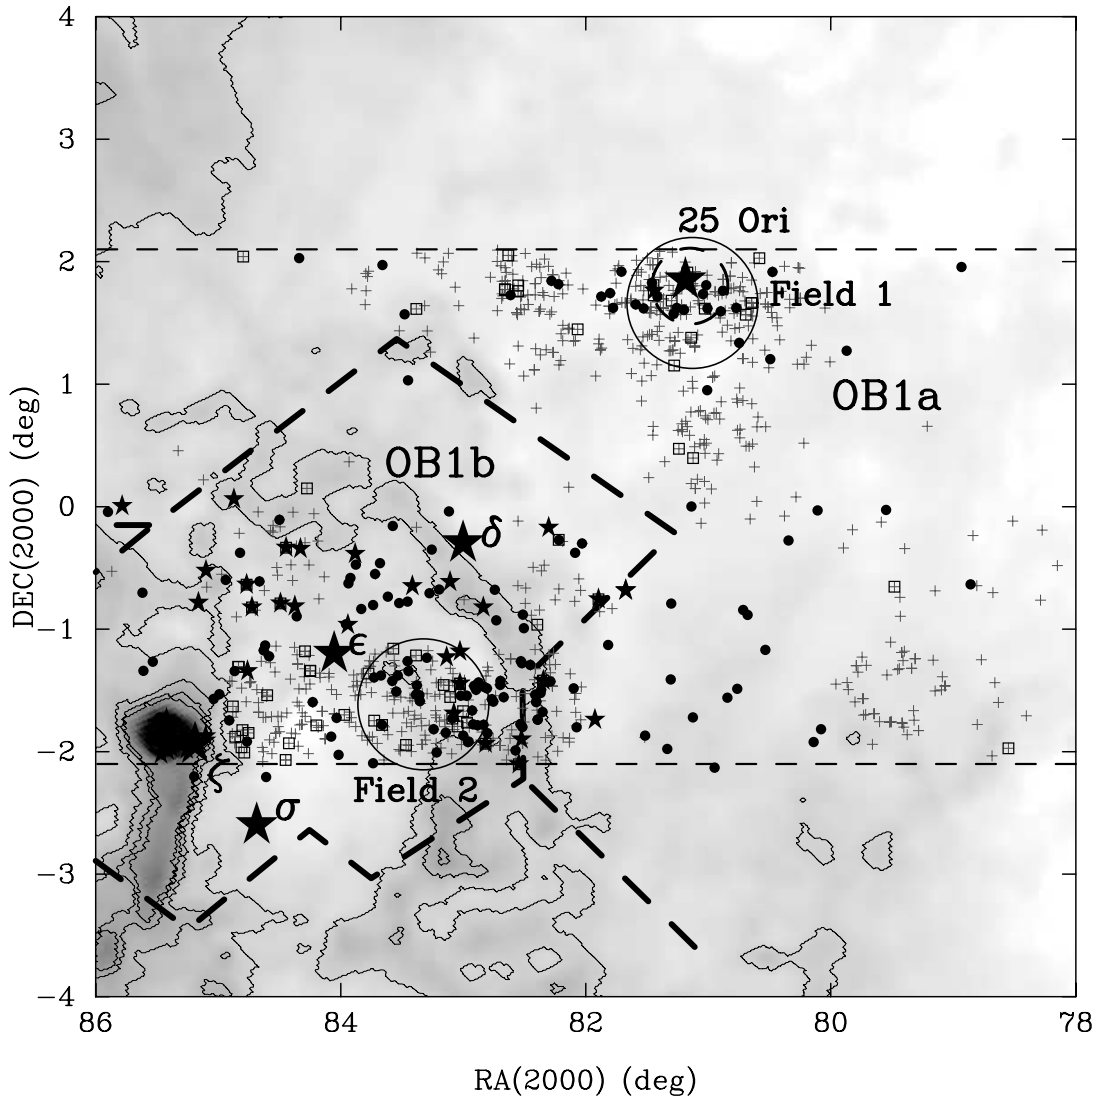 4
3
2
1
0
−1
−2
−3
−4
DEC(2000) (deg)
25 Ori
Field 1
OB1a
OB1b
δ
ϵ
Field 2
ζ
σ
86 84 82 80 78
RA(2000) (deg)